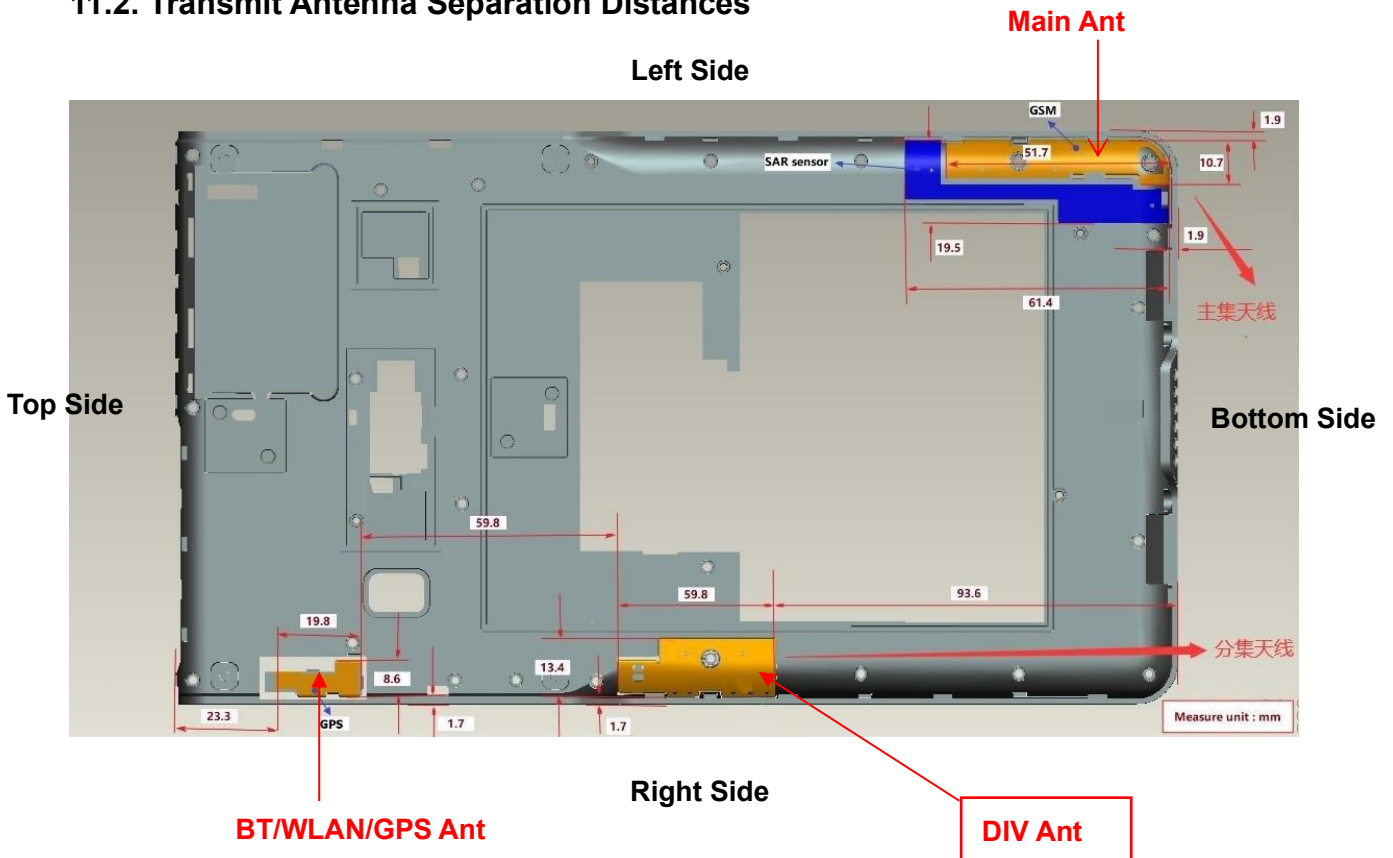 11.2. Transmit Antenna Separation Distances
Main Ant
Left Side
GSM
1.9
SAR sensor
51.7
10.7
19.5
1.9
61.4
主集天线
Top Side
Bottom Side
59.8
59.8
93.6
19.8
13.4
分集天线
8.6
23.3
GPS
1.7
1.7
Measure unit : mm
Right Side
BT/WLAN/GPS Ant
DIV Ant